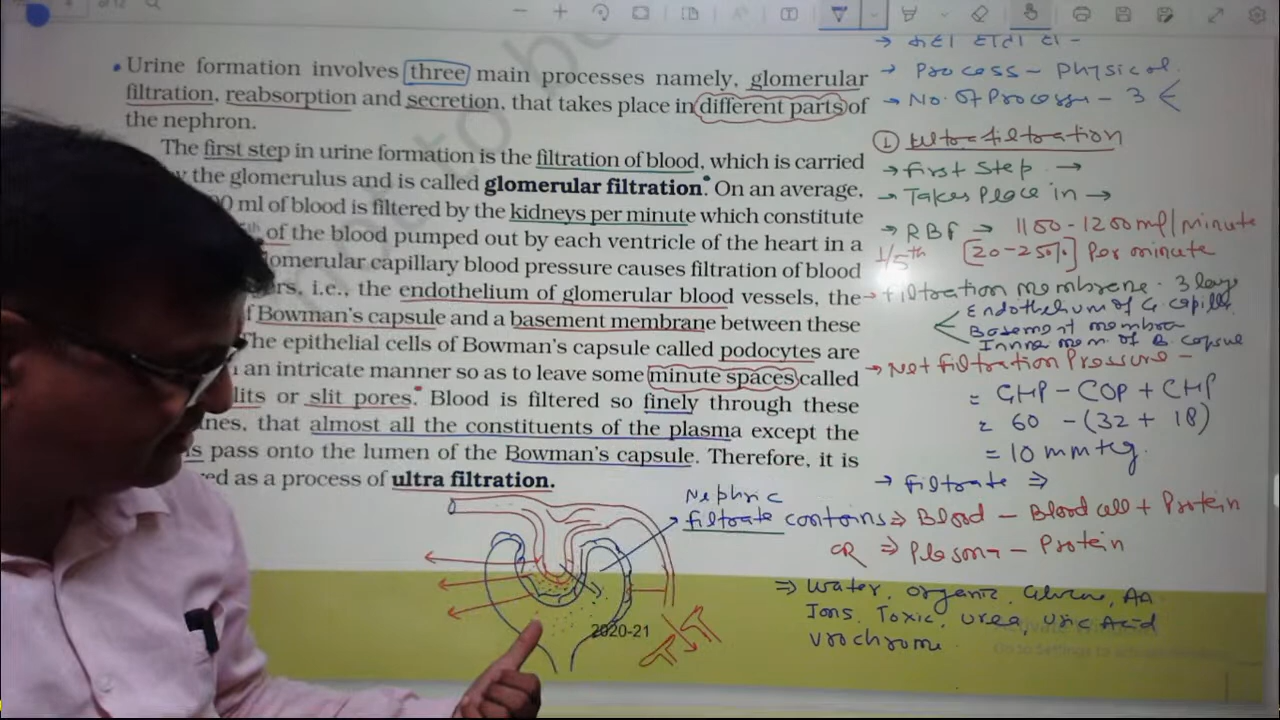 • Urine formation involves three main processes namely, glomerular
filtration, reabsorption and secretion, that takes place in different parts of
the nephron.
The first step in urine formation is the filtration of blood, which is carried
the glomerulus and is called glomerular filtration. On an average,
ml of blood is filtered by the kidneys per minute which constitute
of the blood pumped out by each ventricle of the heart in a
glomerular capillary blood pressure causes filtration of blood
i.e., the endothelium of glomerular blood vessels, the
Bowman's capsule and a basement membrane between these
The epithelial cells of Bowman's capsule called podocytes are
an intricate manner so as to leave some minute spaces called
slits or slit pores. Blood is filtered so finely through these
that almost all the constituents of the plasma except the
pass onto the lumen of the Bowman's capsule. Therefore, it is
as a process of ultra filtration.
Nephric
filtrate contains ⇒ Blood - Blood cell + Protein
OR ⇒ Plasma - Protein
⇒ Water, organic, Glucose, AA
Ions, Toxic, urea, uric Acid
urochrome
2020-21
→ Process - Physical
→ No. of Process - 3
① ultrafiltration
→ First Step →
→ Takes Place in →
→ RBF → 1100-1200ml/minute
1/5th [20-25%] Per minute
→ filtration membrane - 3 layer
Endothelium of G capill.
Basement membra
Inner mem of B. capsue
→ Net filtration Pressure -
= GHP - COP + CHP
= 60 - (32 + 18)
= 10 mmHg
→ Filtrate ⇒